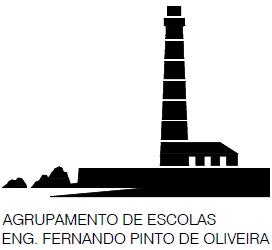 AGRUPAMENTO DE ESCOLAS
ENG. FERNANDO PINTO DE OLIVEIRA